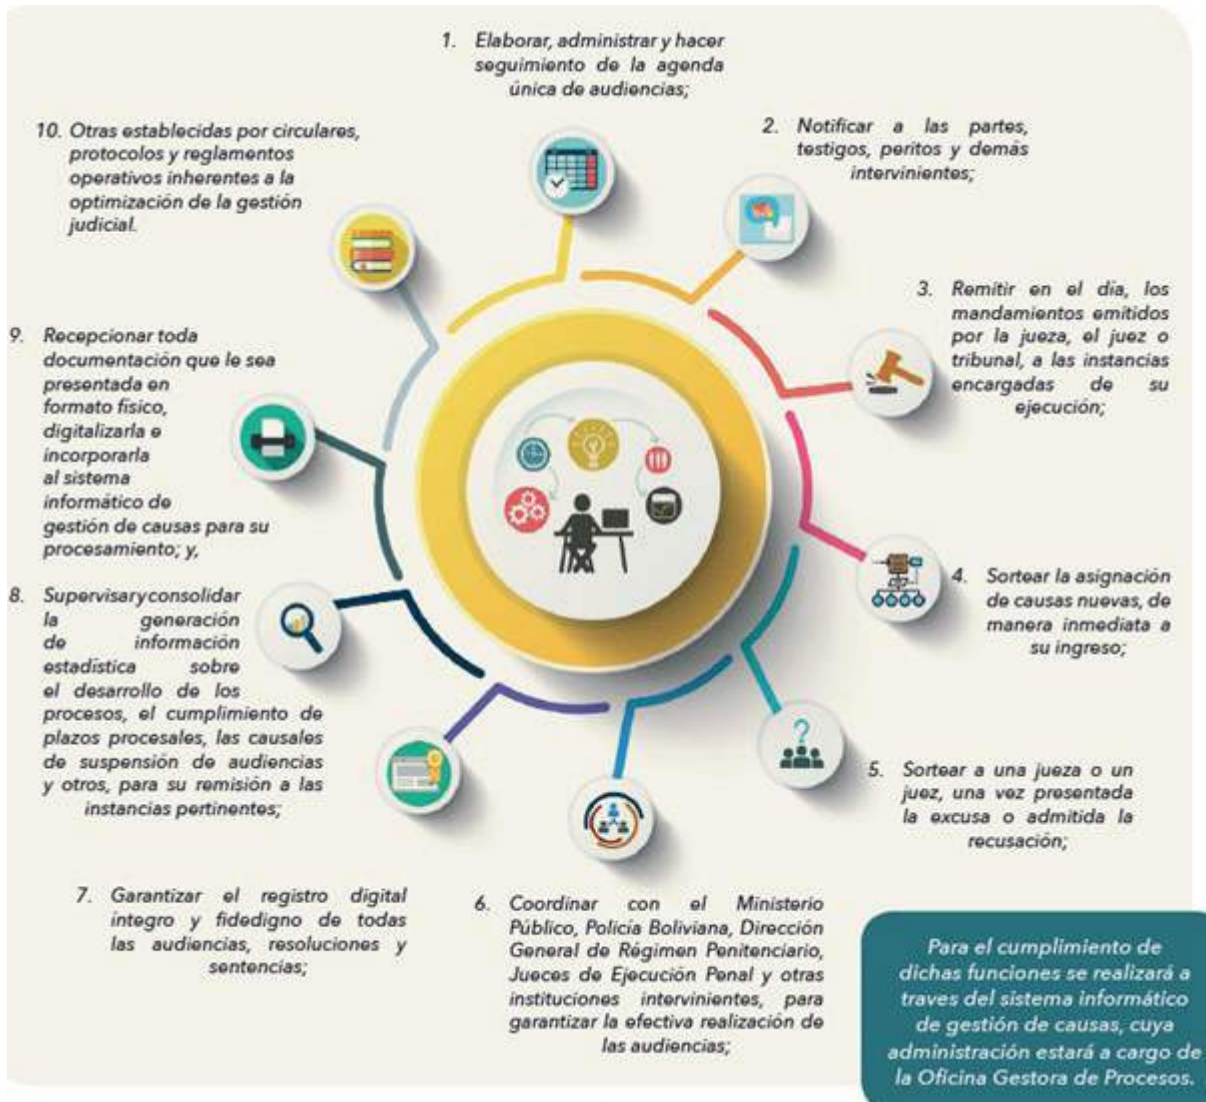 1. Elaborar, administrar y hacer
seguimiento de la agenda
única de audiencias;
2. Notificar a las partes,
testigos, peritos y demás
intervinientes;
3. Remitir en el día, los
mandamientos emitidos
por la jueza, el juez o
tribunal, a las instancias
encargadas de su
ejecución;
4. Sortear la asignación
de causas nuevas, de
manera inmediata a
su ingreso;
5. Sortear a una jueza o un
juez, una vez presentada
la excusa o admitida la
recusación;
6. Coordinar con el Ministerio
Público, Policía Boliviana, Dirección
General de Régimen Penitenciario,
Jueces de Ejecución Penal y otras
instituciones intervinientes, para
garantizar la efectiva realización de
las audiencias;
7. Garantizar el registro digital
íntegro y fidedigno de todas
las audiencias, resoluciones y
sentencias;
8. Supervisar y consolidar
la generación
de información
estadística sobre
el desarrollo de los
procesos, el cumplimiento de
plazos procesales, las causales
de suspensión de audiencias
y otros, para su remisión a las
instancias pertinentes;
9. Recepcionar toda
documentación que le sea
presentada en
formato físico,
digitalizarla e
incorporarla
al sistema
informático de
gestión de causas para su
procesamiento; y,
10. Otras establecidas por circulares,
protocolos y reglamentos
operativos inherentes a la
optimización de la gestión
judicial.
Para el cumplimiento de
dichas funciones se realizará a
traves del sistema informático
de gestión de causas, cuya
administración estará a cargo de
la Oficina Gestora de Procesos.